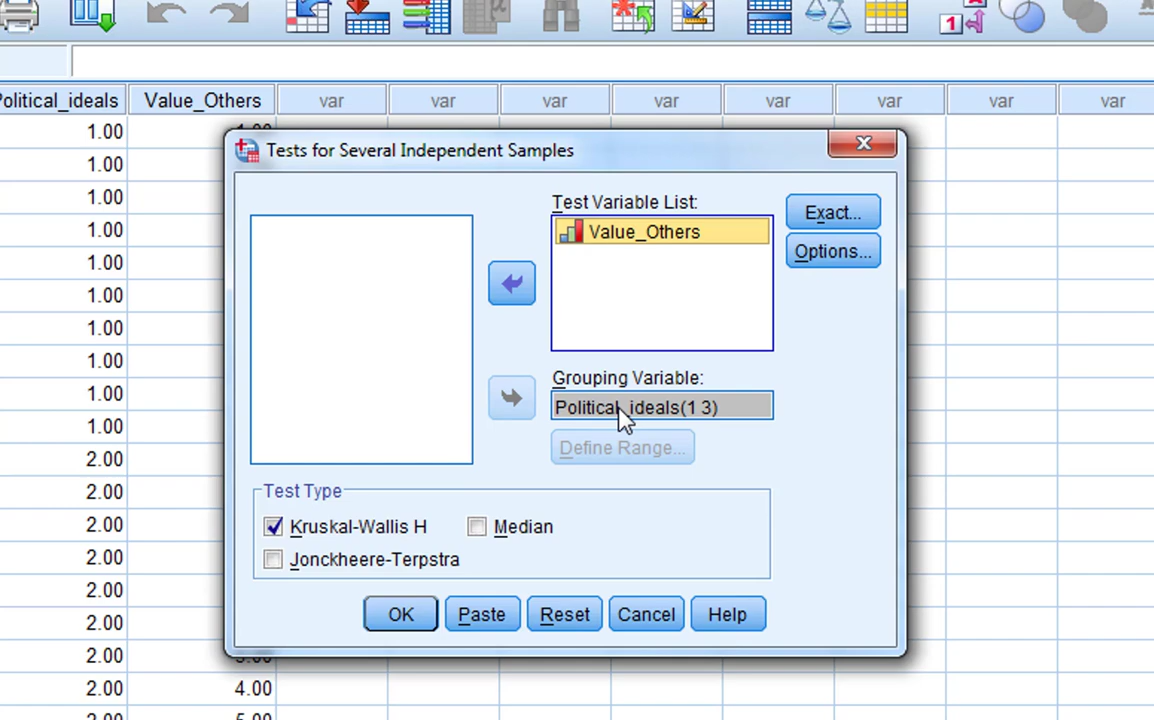 Political_ideals Value_Others var var var var var var var var
1.00
1.00
1.00
1.00
1.00
1.00
1.00
1.00
1.00
1.00
2.00
2.00
2.00
2.00
2.00
2.00
2.00
2.00 4.00
Tests for Several Independent Samples
Test Variable List:
Value_Others
Exact...
Options...
Grouping Variable:
Political_ideals(1 3)
Define Range...
Test Type
Kruskal-Wallis H Median
Jonckheere-Terpstra
OK Paste Reset Cancel Help